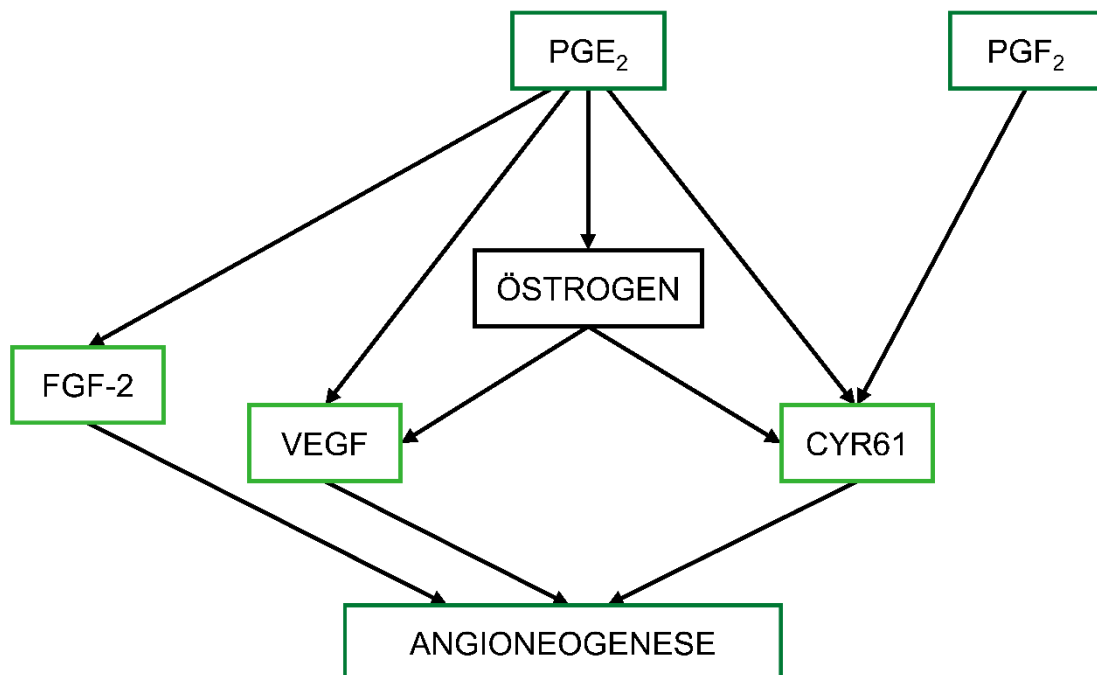 PGE₂
PGF₂
ÖSTROGEN
FGF-2
VEGF
CYR61
ANGIONEOGENESE